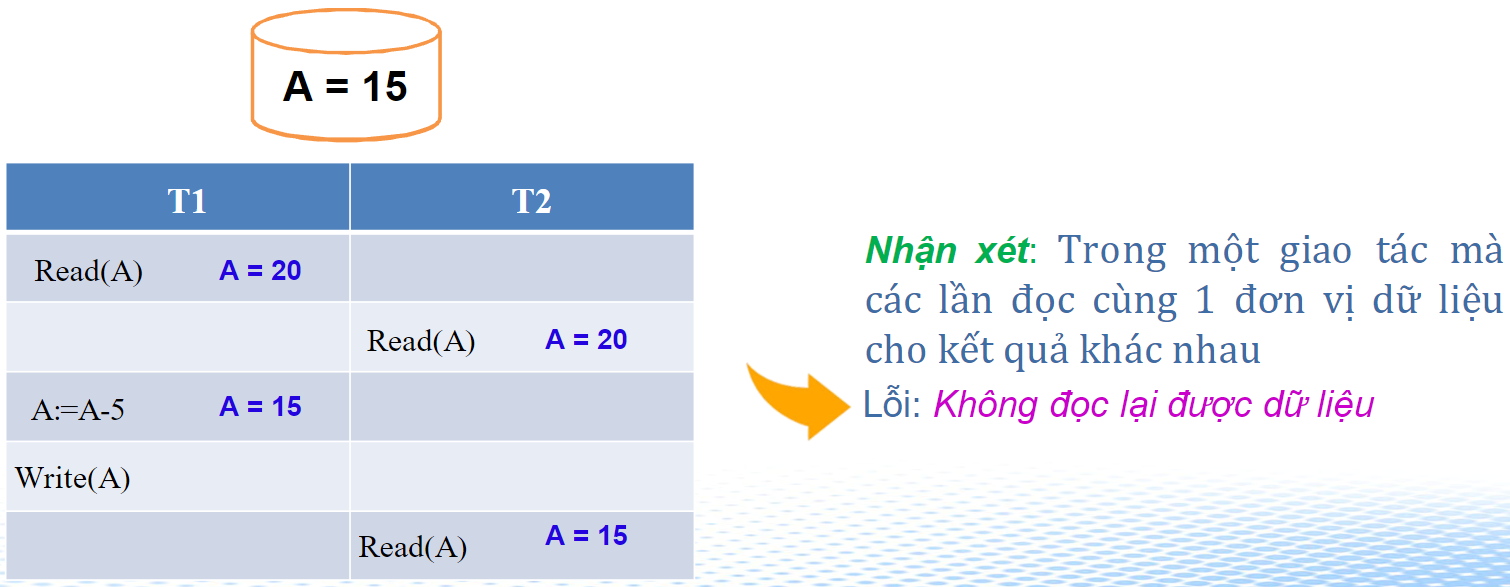 A = 15
T1 T2
Read(A) A = 20
Read(A) A = 20
A:=A-5 A = 15
Write(A)
Read(A) A = 15
Nhận xét: Trong một giao tác mà
các lần đọc cùng 1 đơn vị dữ liệu
cho kết quả khác nhau
Lỗi: Không đọc lại được dữ liệu